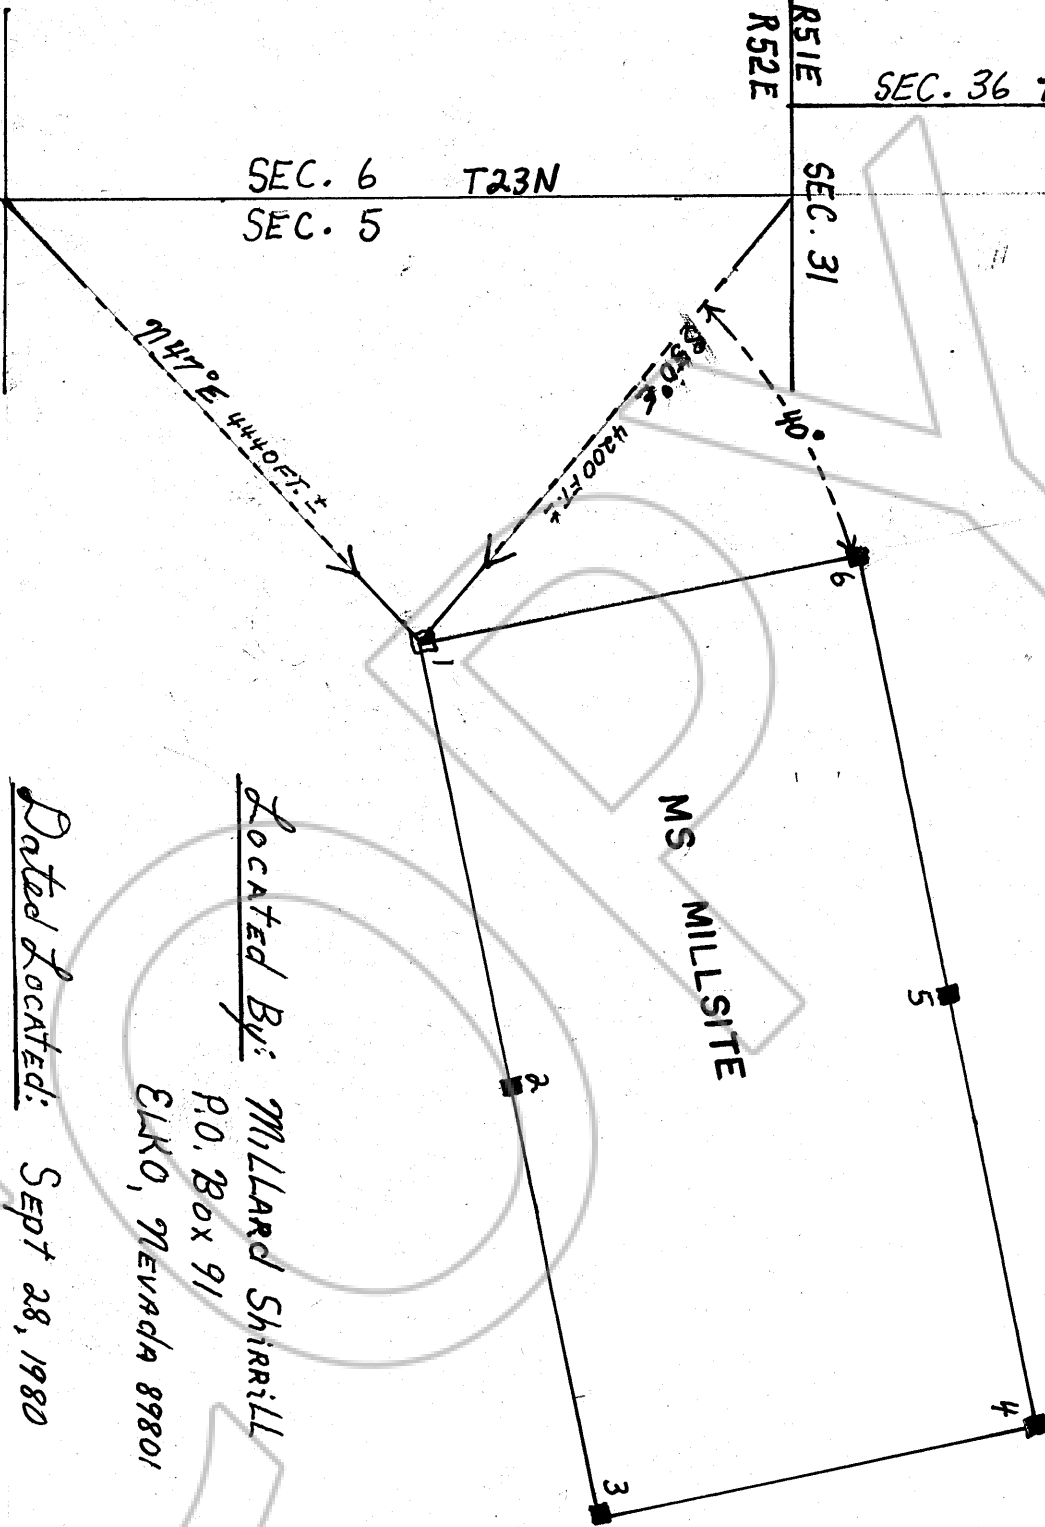 R51E
R52E
SEC. 36
SEC. 31
SEC. 6 T23N
SEC. 5
N47°E 4440FT.±
4200FT.±
40°
1
2
3
4
5
6
MS MILLSITE
Located By: Millard Shirrill
P.O. Box 91
Elko, Nevada 89801
Dated Located: Sept 28, 1980
COPY